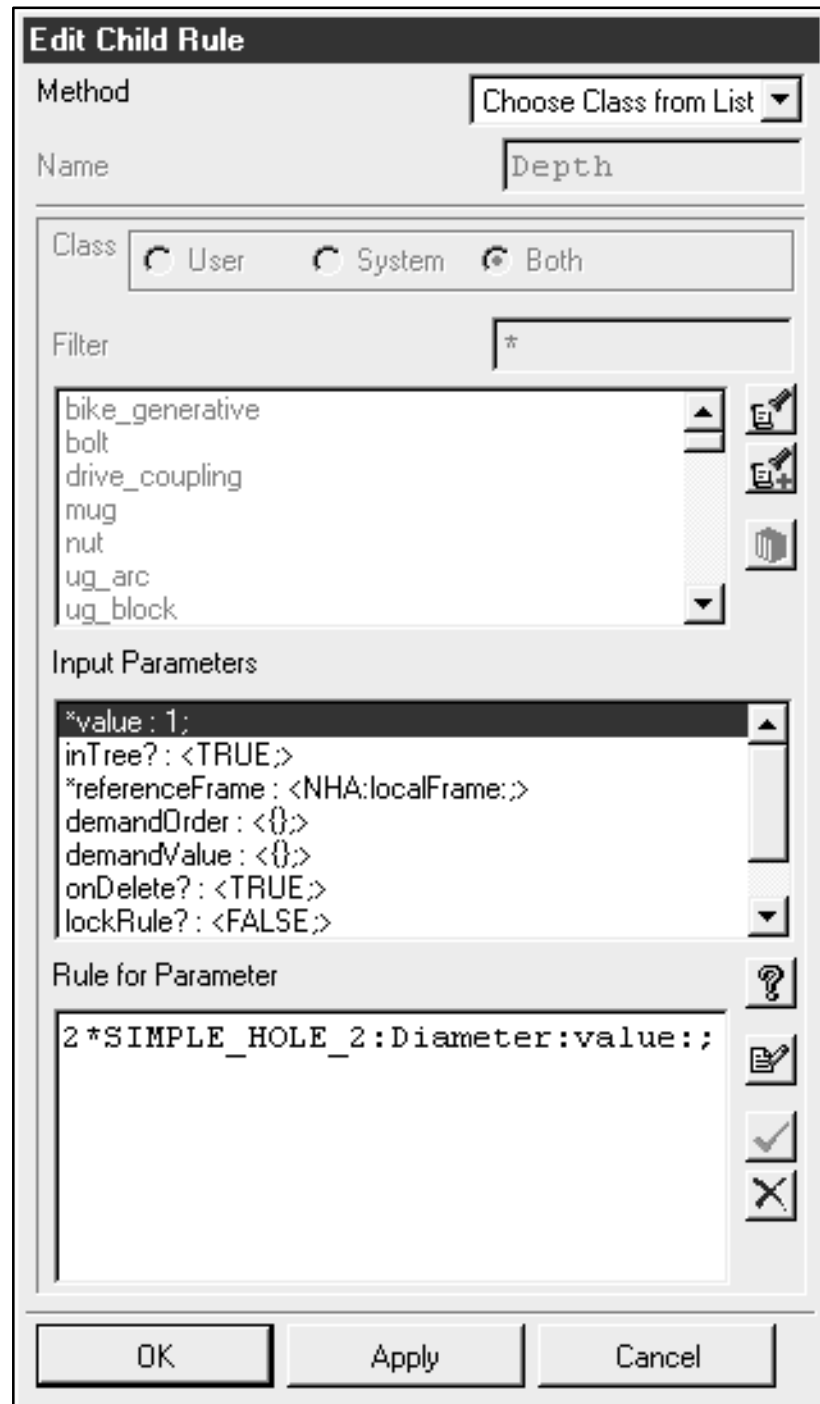 Edit Child Rule
Method
Choose Class from List
Name
Depth
Class
User
System
Both
Filter
*
bike_generative
bolt
drive_coupling
mug
nut
ug_arc
ug_block
Input Parameters
*value : 1;
inTree? : <TRUE;>
*referenceFrame : <NHA:localFrame:;>
demandOrder : <{};>
demandValue : <{};>
onDelete? : <TRUE;>
lockRule? : <FALSE;>
Rule for Parameter
2*SIMPLE_HOLE_2:Diameter:value:;
OK
Apply
Cancel